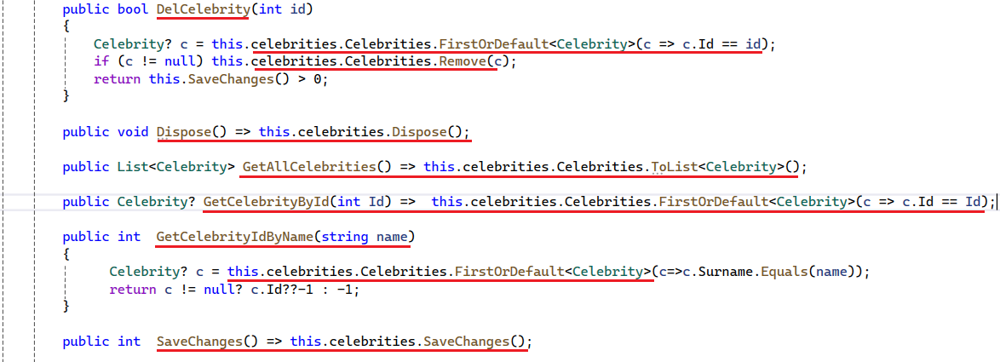 public bool DelCelebrity(int id)
{
Celebrity? c = this.celebrities.Celebrities.FirstOrDefault<Celebrity>(c => c.Id == id);
if (c != null) this.celebrities.Celebrities.Remove(c);
return this.SaveChanges() > 0;
}
public void Dispose() => this.celebrities.Dispose();
public List<Celebrity> GetAllCelebrities() => this.celebrities.Celebrities.ToList<Celebrity>();
public Celebrity? GetCelebrityById(int Id) =>  this.celebrities.Celebrities.FirstOrDefault<Celebrity>(c => c.Id == Id);
public int  GetCelebrityIdByName(string name)
{
Celebrity? c = this.celebrities.Celebrities.FirstOrDefault<Celebrity>(c=>c.Surname.Equals(name));
return c != null? c.Id??-1 : -1;
}
public int  SaveChanges() => this.celebrities.SaveChanges();